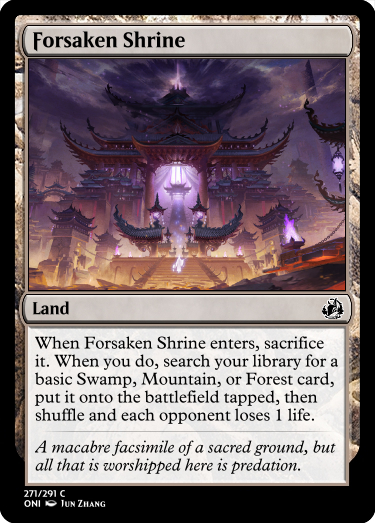 Forsaken Shrine
Land
When Forsaken Shrine enters, sacrifice
it. When you do, search your library for a
basic Swamp, Mountain, or Forest card,
put it onto the battlefield tapped, then
shuffle and each opponent loses 1 life.
A macabre facsimile of a sacred ground, but
all that is worshipped here is predation.
271/291 C
ONI Jun Zhang